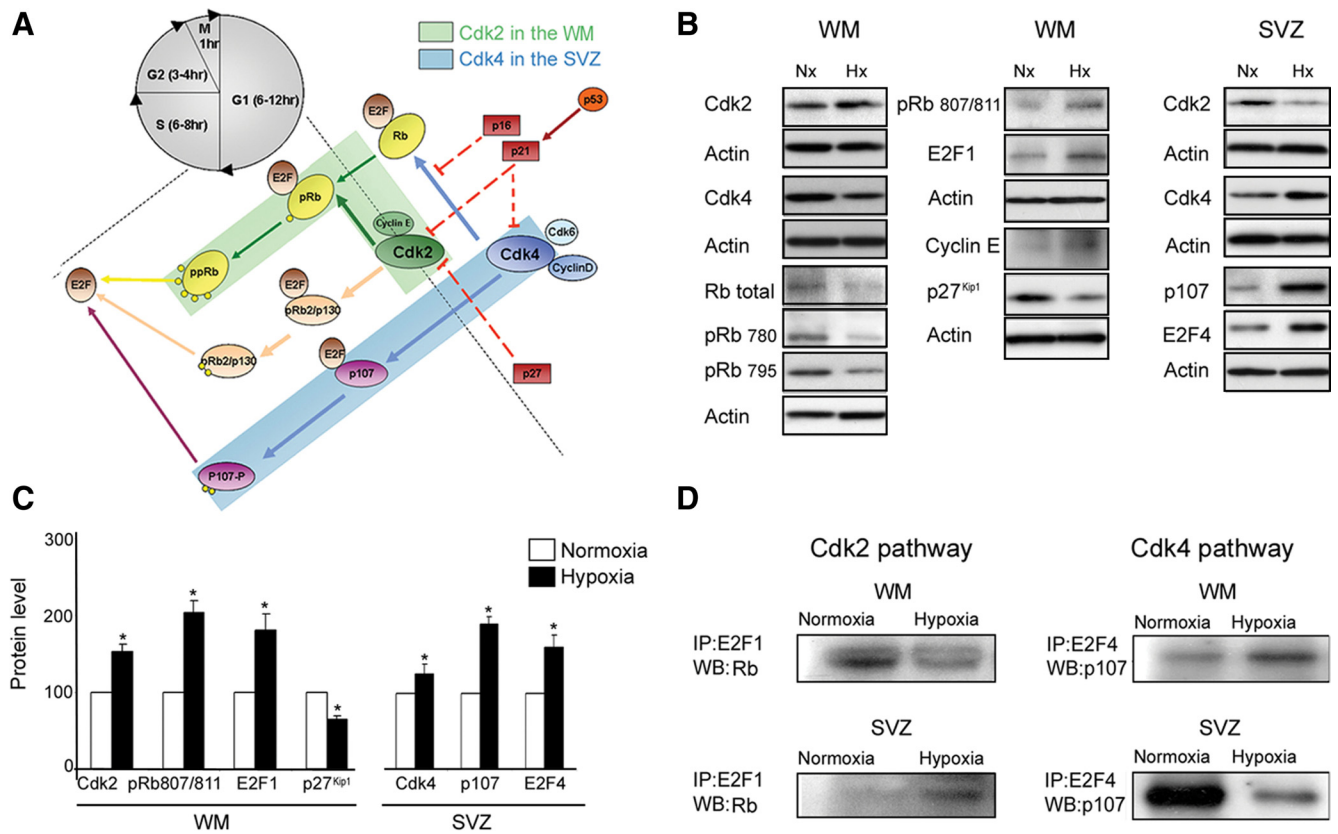 A
M
1hr
G2 (3-4hr)
G1 (6-12hr)
S (6-8hr)
Cdk2 in the WM
Cdk4 in the SVZ
p53
E2F
Rb
p16
p21
E2F
pRb
Cyclin E
Cdk2
Cdk6
Cdk4
CyclinD
ppRb
E2F
E2F
pRb2/p130
pRb2/p130
E2F
p107
p27
P107-P
B
WM
Nx Hx
Cdk2
Actin
Cdk4
Actin
Rb total
pRb 780
pRb 795
Actin
WM
Nx Hx
pRb 807/811
E2F1
Actin
Cyclin E
p27Kip1
Actin
SVZ
Nx Hx
Cdk2
Actin
Cdk4
Actin
p107
E2F4
Actin
C
Protein level
300
200
100
0
Normoxia
Hypoxia
* * * * * * *
Cdk2 pRb807/811 E2F1 p27Kip1 Cdk4 p107 E2F4
WM SVZ
D
Cdk2 pathway
WM
Normoxia Hypoxia
IP:E2F1
WB:Rb
SVZ
Normoxia Hypoxia
IP:E2F1
WB:Rb
Cdk4 pathway
WM
Normoxia Hypoxia
IP:E2F4
WB:p107
SVZ
Normoxia Hypoxia
IP:E2F4
WB:p107